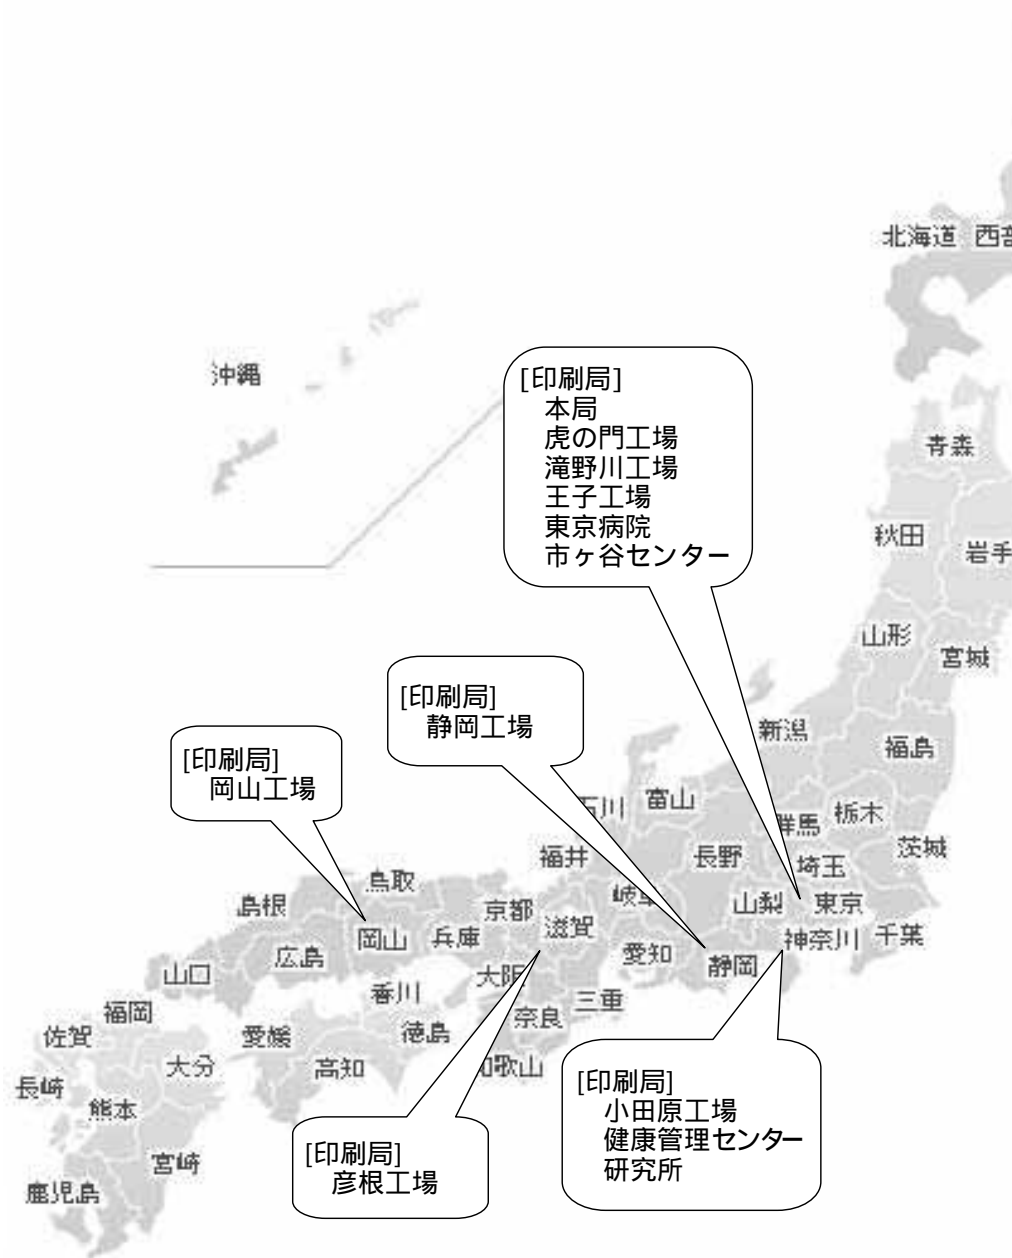 北海道 西部
沖縄
[印刷局]
本局
虎の門工場
滝野川工場
王子工場
東京病院
市ヶ谷センター
青森
秋田
岩手
山形
宮城
[印刷局]
静岡工場
新潟
福島
[印刷局]
岡山工場
石川
富山
群馬
栃木
福井
長野
埼玉
茨城
鳥取
島根
京都
滋賀
岐阜
山梨
東京
岡山
兵庫
広島
愛知
静岡
神奈川
千葉
山口
香川
大阪
三重
奈良
福岡
佐賀
愛媛
徳島
大分
高知
和歌山
長崎
熊本
宮崎
鹿児島
[印刷局]
小田原工場
健康管理センター
研究所
[印刷局]
彦根工場